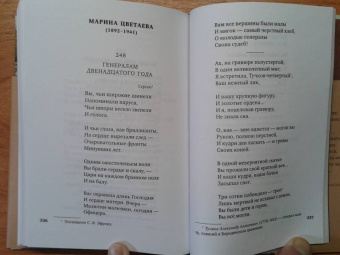 МАРИНА ЦВЕТАЕВА
(1892–1941)
248
ГЕНЕРАЛАМ
ДВЕНАДЦАТОГО ГОДА
Сергею¹
Вы, чьи широкие шинели
Напоминали паруса,
Чьи шпоры весело звенели
И голоса.
И чьи глаза, как бриллианты,
На сердце вырезали след —
Очаровательные франты
Минувших лет.
Одним ожесточеньем воли
Вы брали сердце и скалу, —
Цари на каждом бранном поле
И на балу.
Вас охраняла длань Господня
И сердце матери. Вчера —
Малютки-мальчики, сегодня —
Офицера.
336
Вам все вершины были малы
И мягок — самый черствый хлеб,
О молодые генералы
Своих судеб!
Ах, на гравюре полустертой,
В один великолепный миг,
Я встретила, Тучков-четвертый,
Ваш нежный лик,
И вашу хрупкую фигуру,
И золотые ордена...
И я, поцеловав гравюру,
Не знала сна.
О, как — мне кажется — могли вы
Рукою, полною перстней,
И кудри дев ласкать — и гривы
Своих коней.
В одной невероятной скачке
Вы прожили свой краткий век...
И ваши кудри, ваши бачки
Засыпал снег.
Три сотни побеждало — трое!
Лишь мертвый не вставал с земли.
Вы были дети и герои,
Вы всё могли!
337